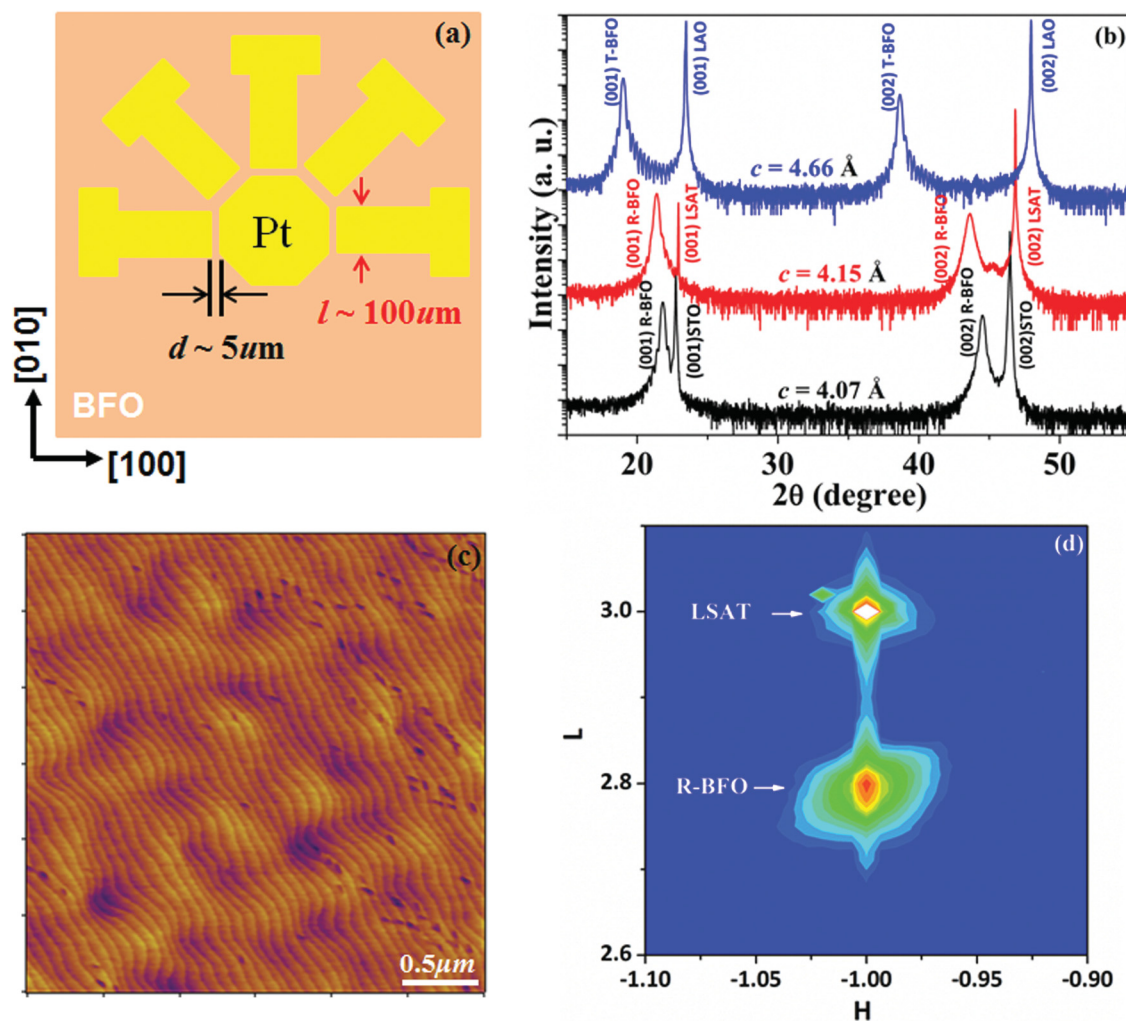 (a)
Pt
l ~ 100um
d ~ 5um
BFO
[010]
[100]
(b)
Intensity (a. u.)
(001) T-BFO
(001) LAO
(002) T-BFO
(002) LAO
c = 4.66 Å
(001) R-BFO
(001) LSAT
(002) R-BFO
(002) LSAT
c = 4.15 Å
(001) R-BFO
(001)STO
(002) R-BFO
(002)STO
c = 4.07 Å
20 30 40 50
2θ (degree)
(c)
0.5μm
(d)
LSAT
R-BFO
3.0
2.8
2.6
L
-1.10 -1.05 -1.00 -0.95 -0.90
H